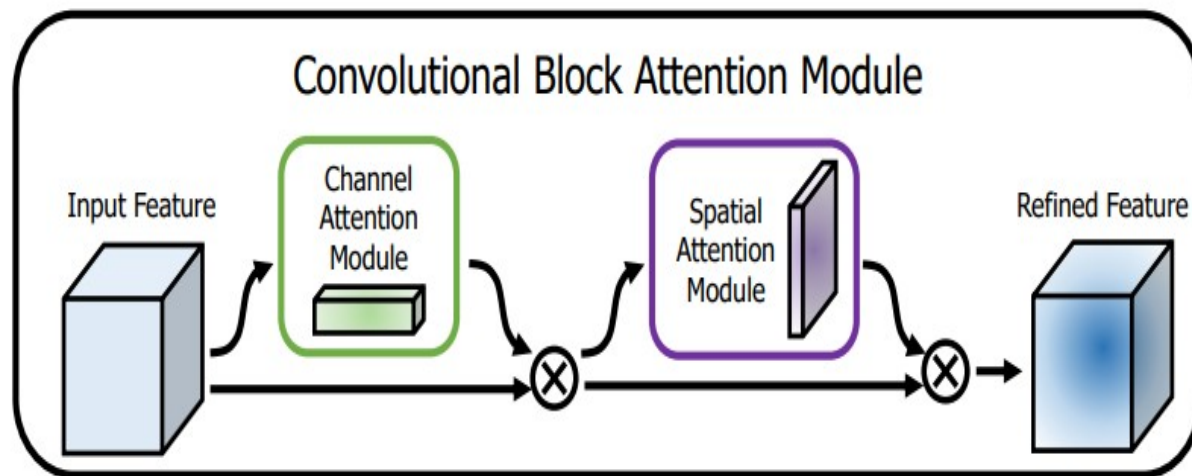 Convolutional Block Attention Module
Input Feature
Channel
Attention
Module
Spatial
Attention
Module
Refined Feature